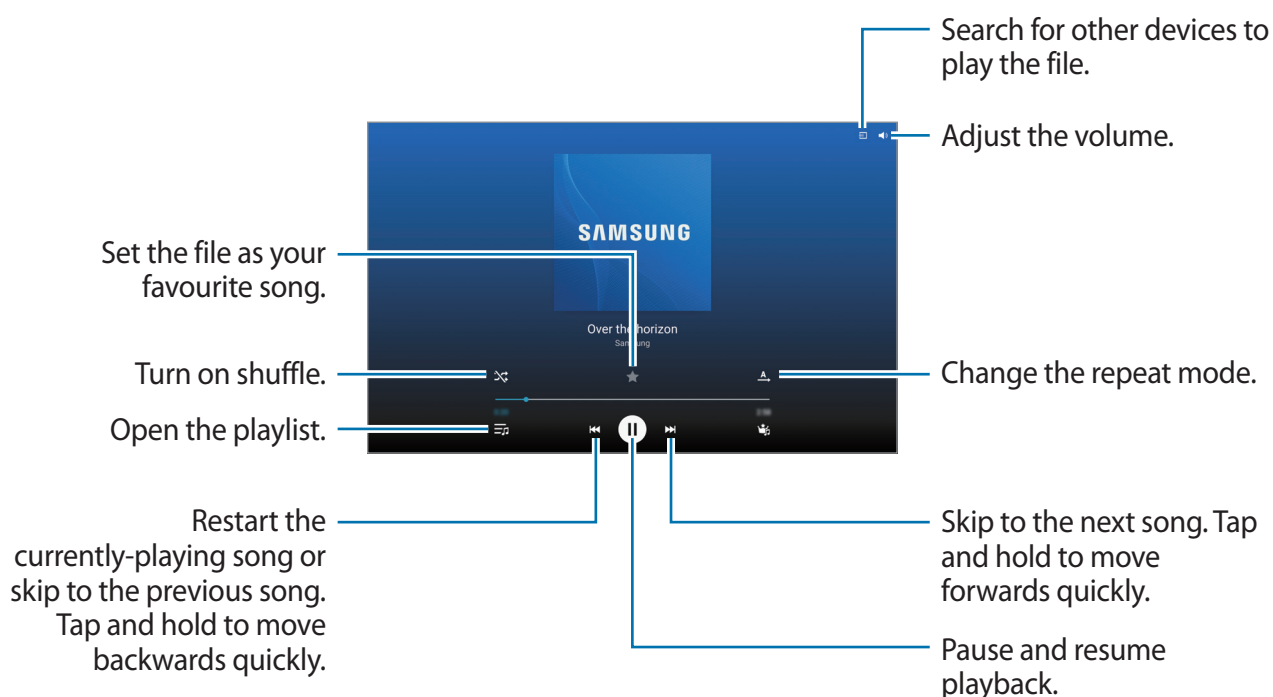 Search for other devices to
play the file.
Adjust the volume.
SAMSUNG
Set the file as your
favourite song.
Over the horizon
Samsung
Turn on shuffle.
A
Change the repeat mode.
Open the playlist.
Restart the
currently-playing song or
skip to the previous song.
Tap and hold to move
backwards quickly.
Skip to the next song. Tap
and hold to move
forwards quickly.
Pause and resume
playback.